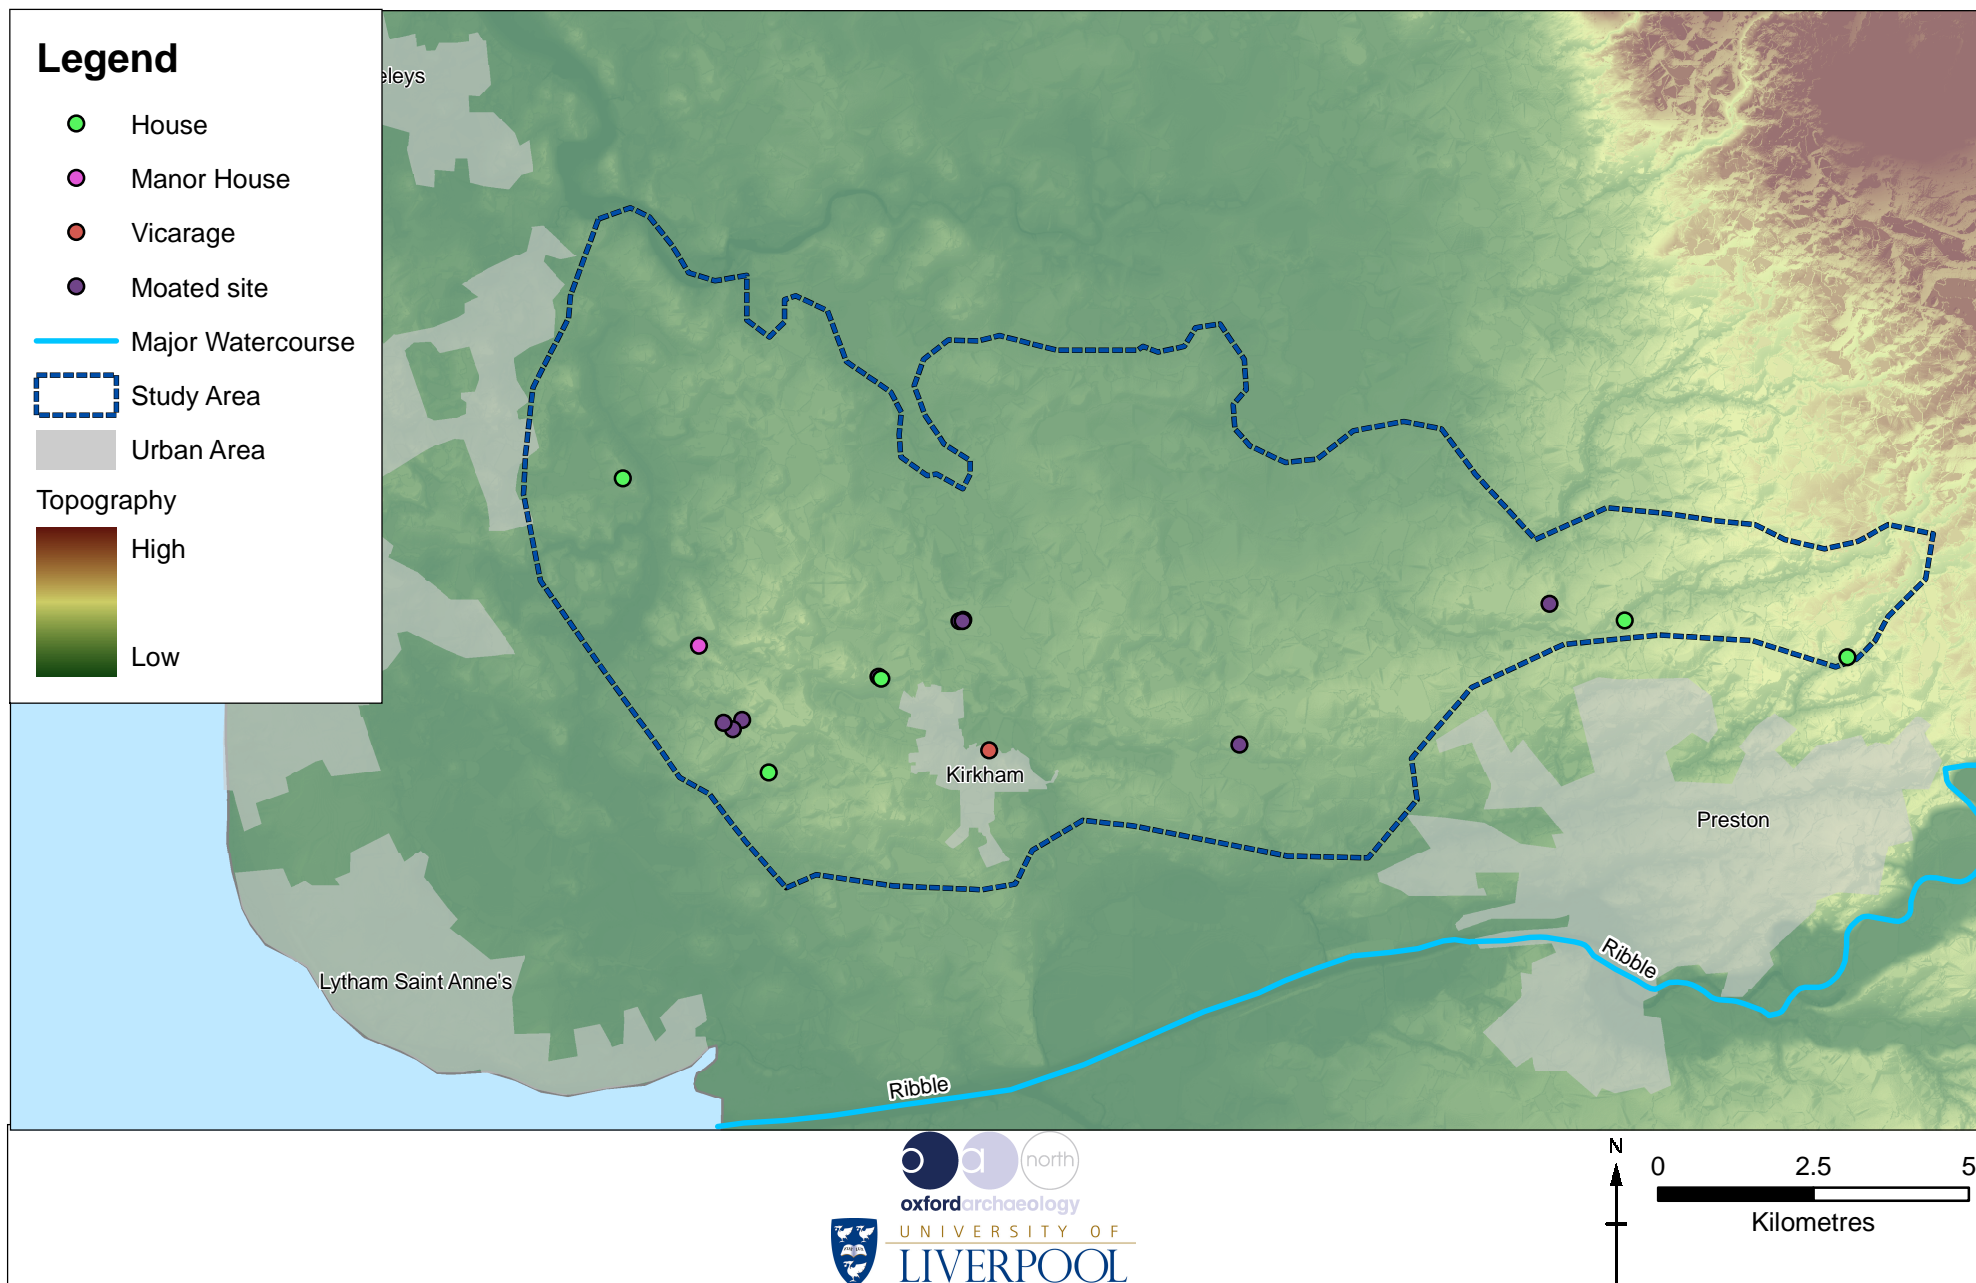 Legend
House
Manor House
Vicarage
Moated site
Major Watercourse
Study Area
Urban Area
Topography
High
Low
eleys
Kirkham
Preston
Lytham Saint Anne's
Ribble
Ribble
oa north
oxfordarchaeology
UNIVERSITY OF
LIVERPOOL
N
0 2.5 5
Kilometres